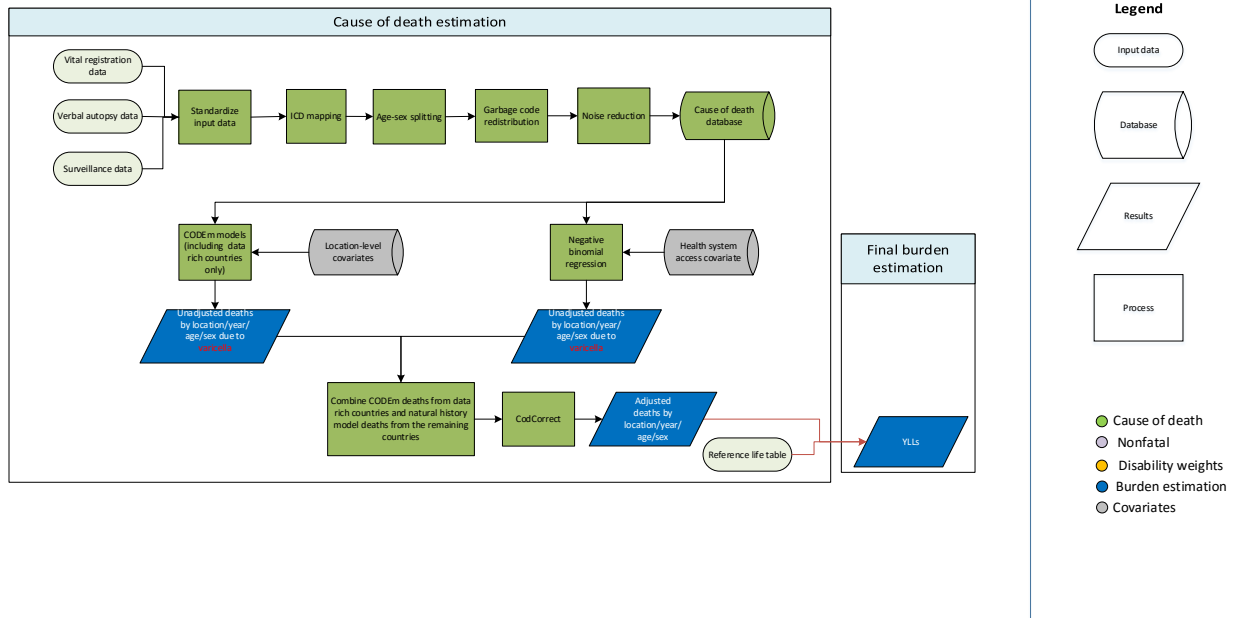 Cause of death estimation
Vital registration
data
Verbal autopsy data
Surveillance data
Standardize
input data
ICD mapping
Age-sex splitting
Garbage code
redistribution
Noise reduction
Cause of death
database
CODEm models
(including data
rich countries
only)
Location-level
covariates
Negative
binomial
regression
Health system
access covariate
Unadjusted deaths
by location/year/
age/sex due to
varicella
Unadjusted deaths
by location/year/
age/sex due to
varicella
Combine CODEm deaths from data
rich countries and natural history
model deaths from the remaining
countries
CodCorrect
Adjusted
deaths by
location/year/
age/sex
Reference life table
Final burden
estimation
YLLs
Legend
Input data
Database
Results
Process
Cause of death
Nonfatal
Disability weights
Burden estimation
Covariates